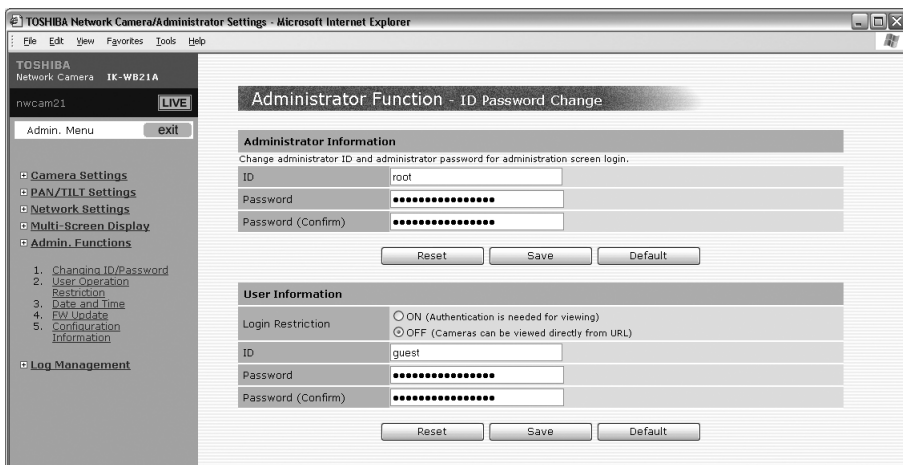 TOSHIBA Network Camera/Administrator Settings - Microsoft Internet Explorer
File Edit View Favorites Tools Help
TOSHIBA
Network Camera IK-WB21A
nwcam21 LIVE
Admin. Menu exit
Camera Settings
PAN/TILT Settings
Network Settings
Multi-Screen Display
Admin. Functions
1. Changing ID/Password
2. User Operation
Restriction
3. Date and Time
4. FW Update
5. Configuration
Information
Log Management
Administrator Function - ID Password Change
Administrator Information
Change administrator ID and administrator password for administration screen login.
ID root
Password ••••••••••••••••
Password (Confirm) ••••••••••••••••
Reset Save Default
User Information
Login Restriction
ON (Authentication is needed for viewing)
OFF (Cameras can be viewed directly from URL)
ID guest
Password ••••••••••••••••
Password (Confirm) ••••••••••••••••
Reset Save Default